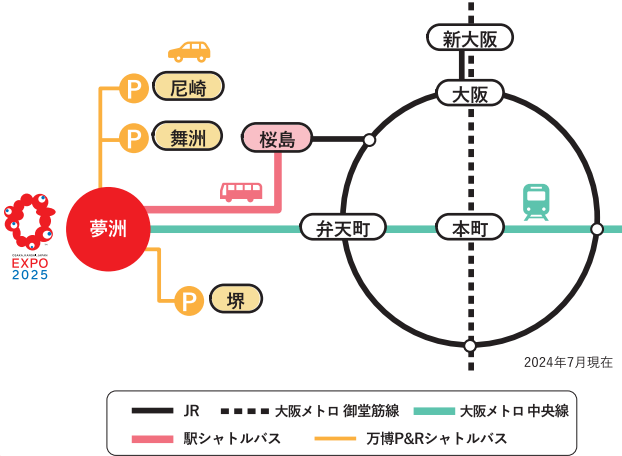 新大阪
P 尼崎
大阪
P 舞洲
桜島
夢洲
弁天町
本町
OSAKA, KANSAI, JAPAN
EXPO
2025
P 堺
2024年7月現在
JR
大阪メトロ 御堂筋線
大阪メトロ 中央線
駅シャトルバス
万博P&Rシャトルバス